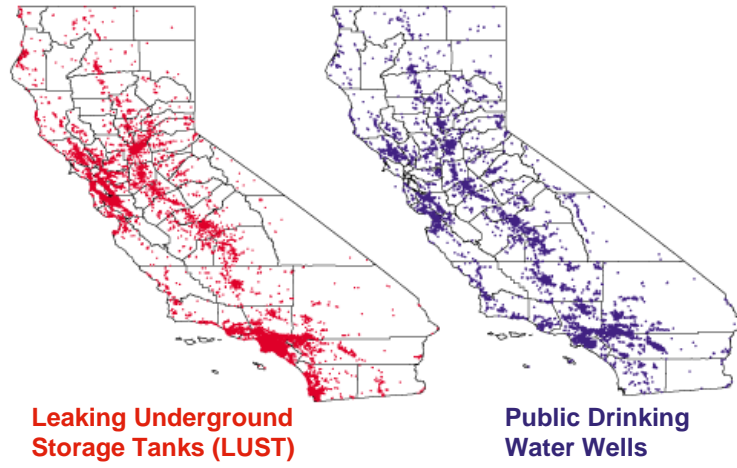 Leaking Underground
Storage Tanks (LUST)
Public Drinking
Water Wells